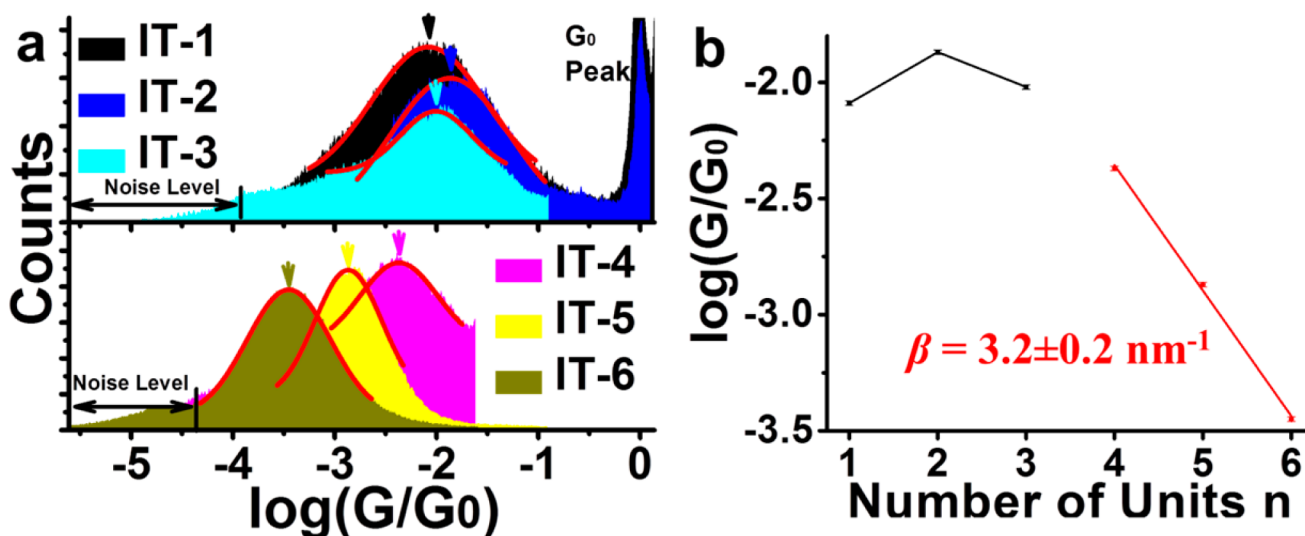 a
IT-1
IT-2
IT-3
G₀
Peak
Noise Level
IT-4
IT-5
IT-6
Noise Level
Counts
-5 -4 -3 -2 -1 0
log(G/G₀)
b
-2.0
-2.5
-3.0
-3.5
log(G/G₀)
β = 3.2±0.2 nm⁻¹
1 2 3 4 5 6
Number of Units n